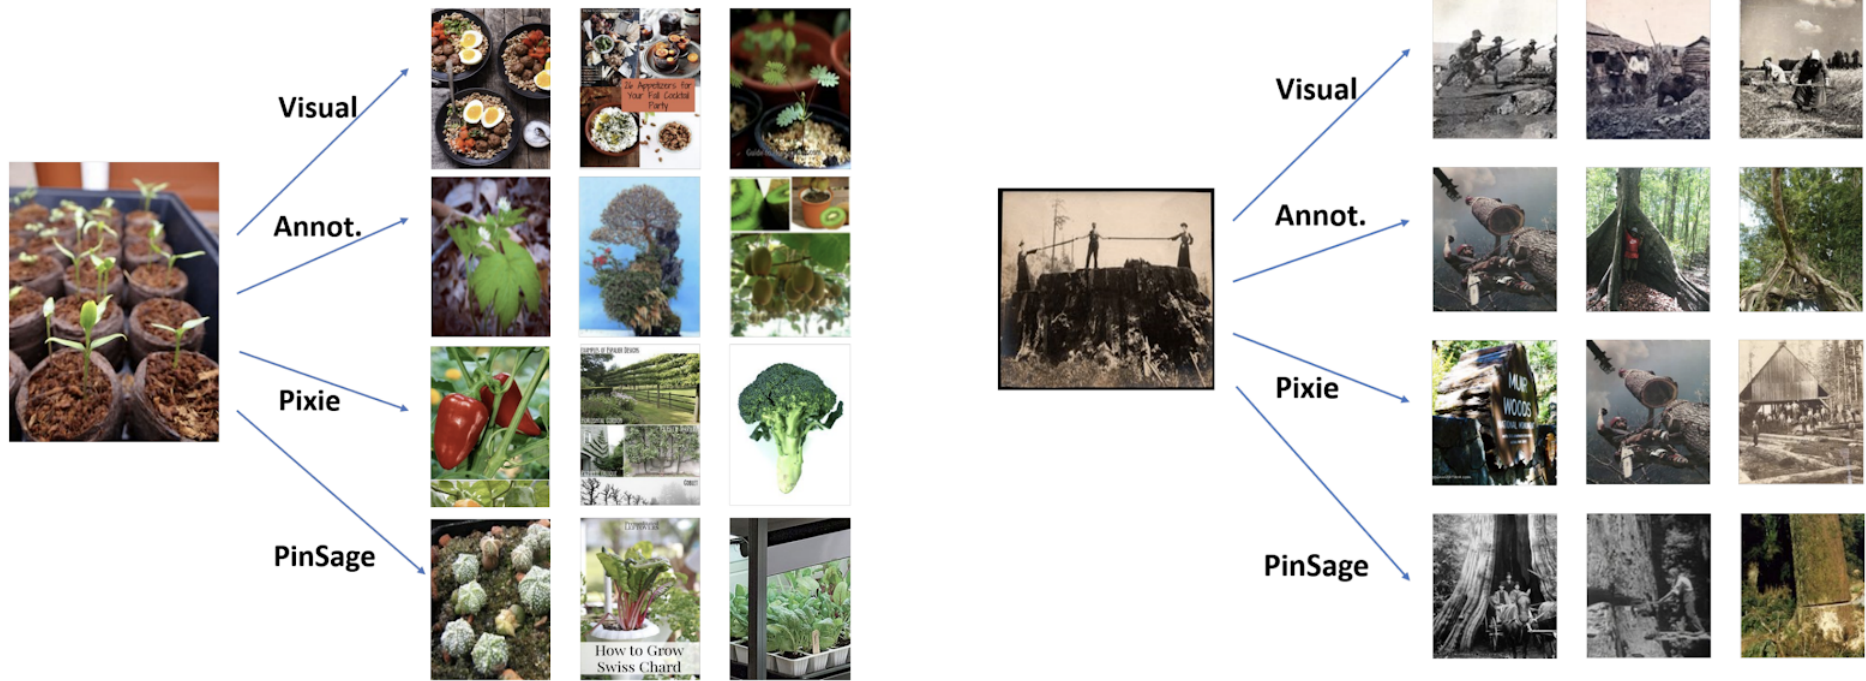 Visual
Annot.
Pixie
PinSage
26 Appetizers for
Your Fall Cocktail
Party
How to Grow
Swiss Chard
Visual
Annot.
Pixie
PinSage
MUIR
WOODS